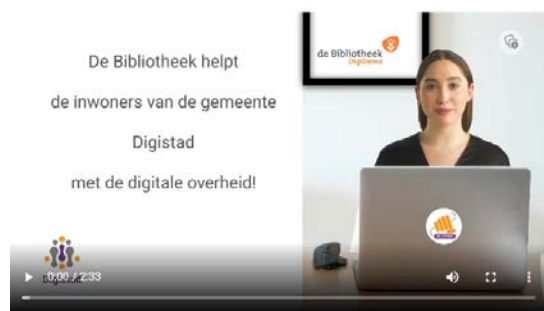 De Bibliotheek helpt
de inwoners van de gemeente
Digistad
met de digitale overheid!
de Bibliotheek
DigiDemo
0:00 / 2:33